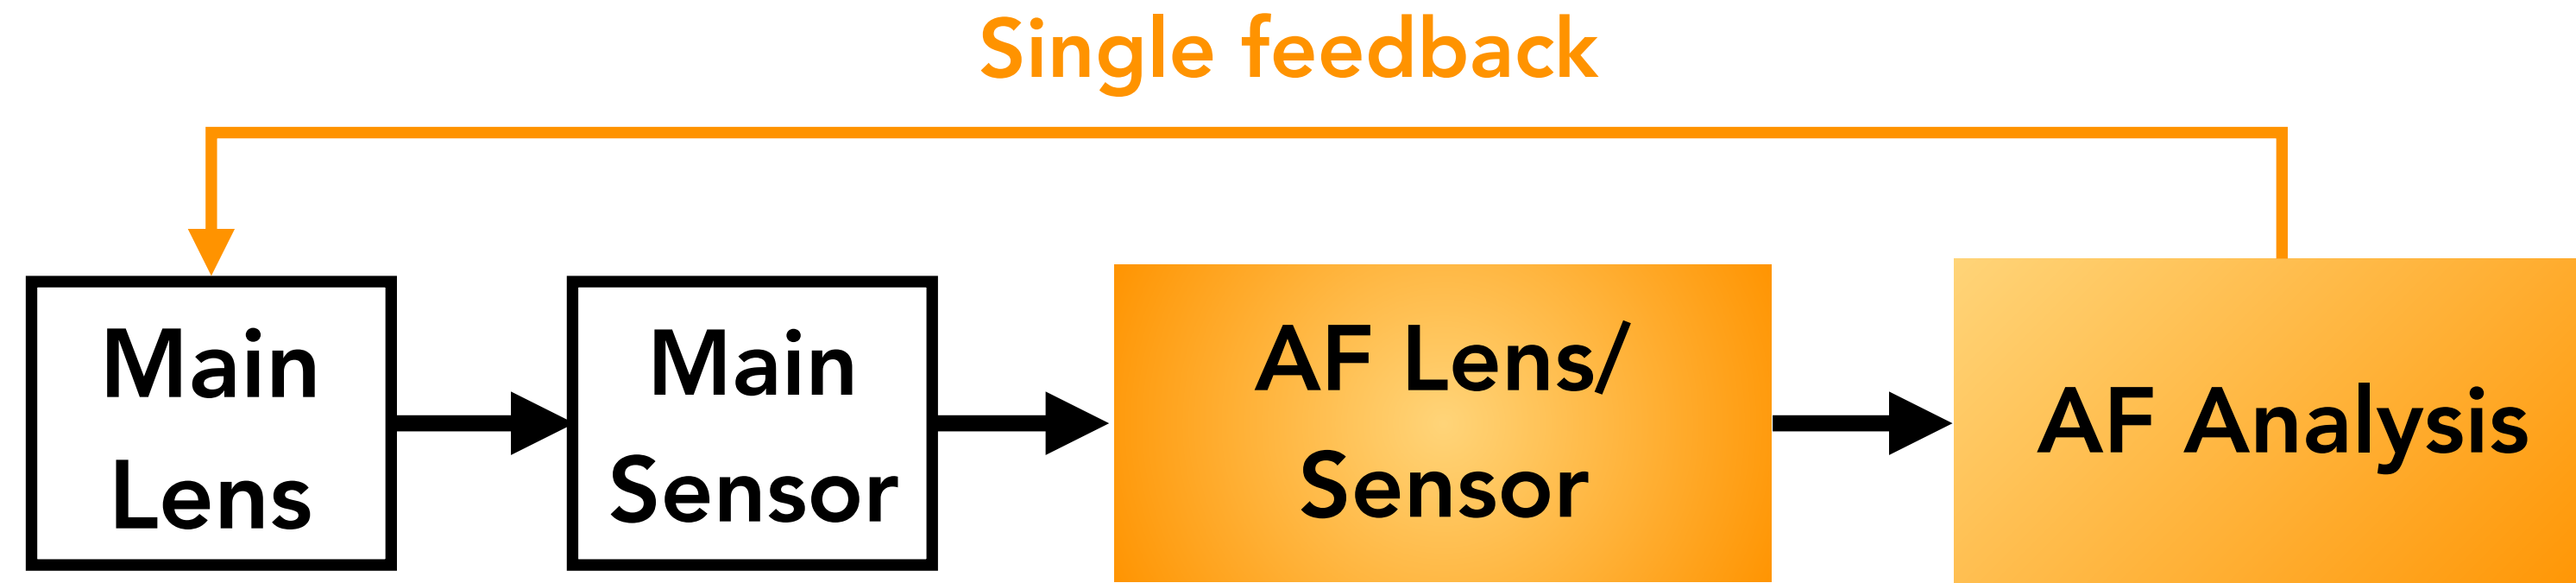 Single feedback
Main
Lens
Main
Sensor
AF Lens/
Sensor
AF Analysis